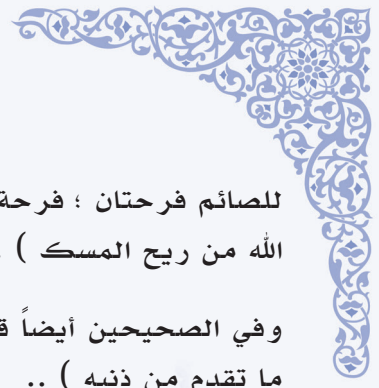 للصائم فرحتان ؛ فرحة
الله من ريح المسك ) .
وفي الصحيحين أيضاً ق
ما تقدم من ذنبه ) ..